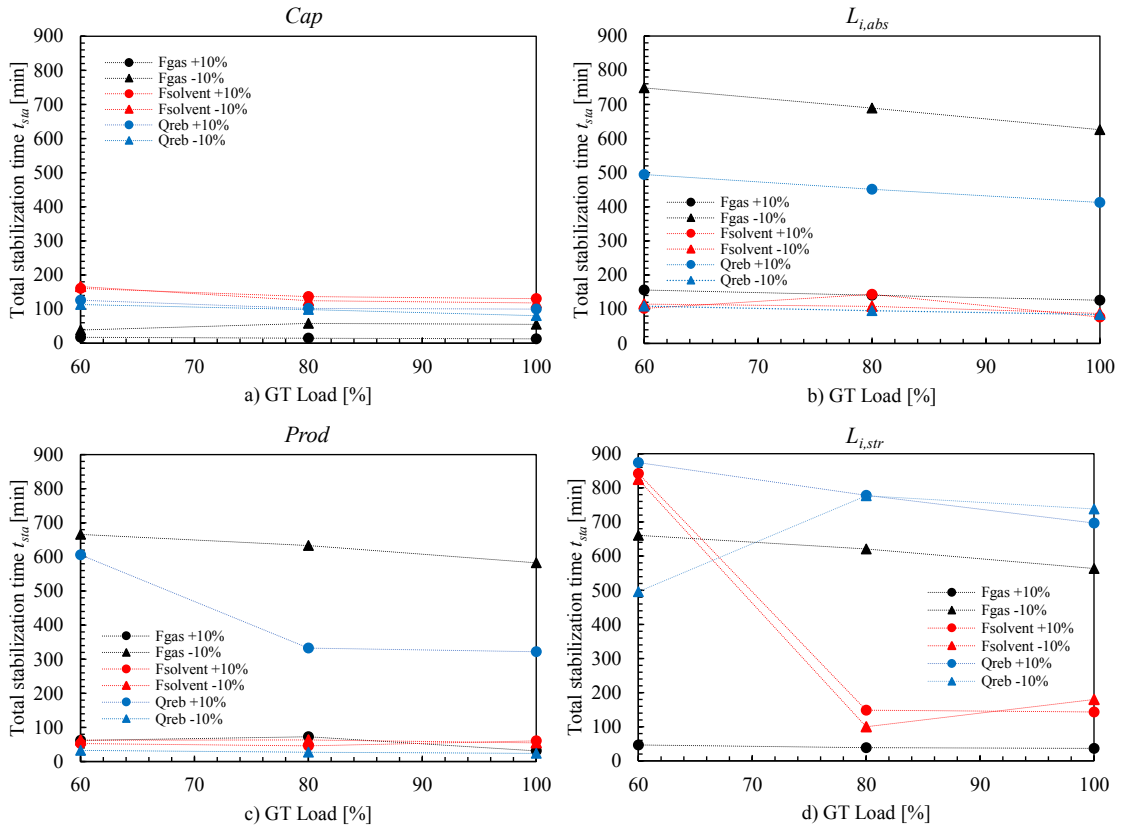 Cap
Total stabilization time t_sta [min]
900
800
700
600
500
400
300
200
100
0
Fgas +10%
Fgas -10%
Fsolvent +10%
Fsolvent -10%
Qreb +10%
Qreb -10%
60 70 80 90 100
a) GT Load [%]
L_i,abs
Total stabilization time t_sta [min]
900
800
700
600
500
400
300
200
100
0
Fgas +10%
Fgas -10%
Fsolvent +10%
Fsolvent -10%
Qreb +10%
Qreb -10%
60 70 80 90 100
b) GT Load [%]
Prod
Total stabilization time t_sta [min]
900
800
700
600
500
400
300
200
100
0
Fgas +10%
Fgas -10%
Fsolvent +10%
Fsolvent -10%
Qreb +10%
Qreb -10%
60 70 80 90 100
c) GT Load [%]
L_i,str
Total stabilization time t_sta [min]
900
800
700
600
500
400
300
200
100
0
Fgas +10%
Fgas -10%
Fsolvent +10%
Fsolvent -10%
Qreb +10%
Qreb -10%
60 70 80 90 100
d) GT Load [%]